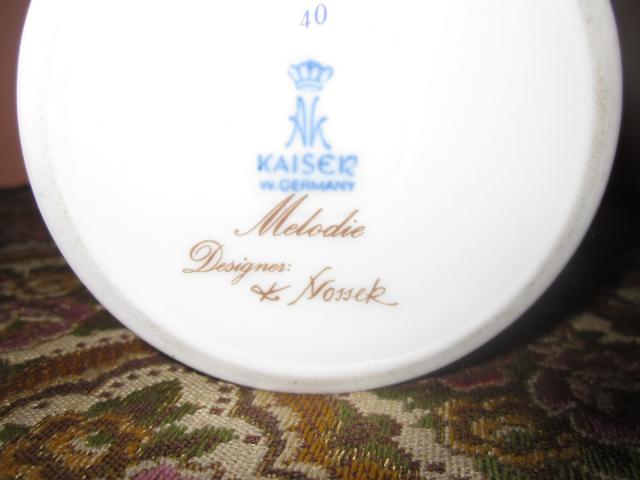 40
AK
KAISER
W. GERMANY
Melodie
Designer:
K Nossek